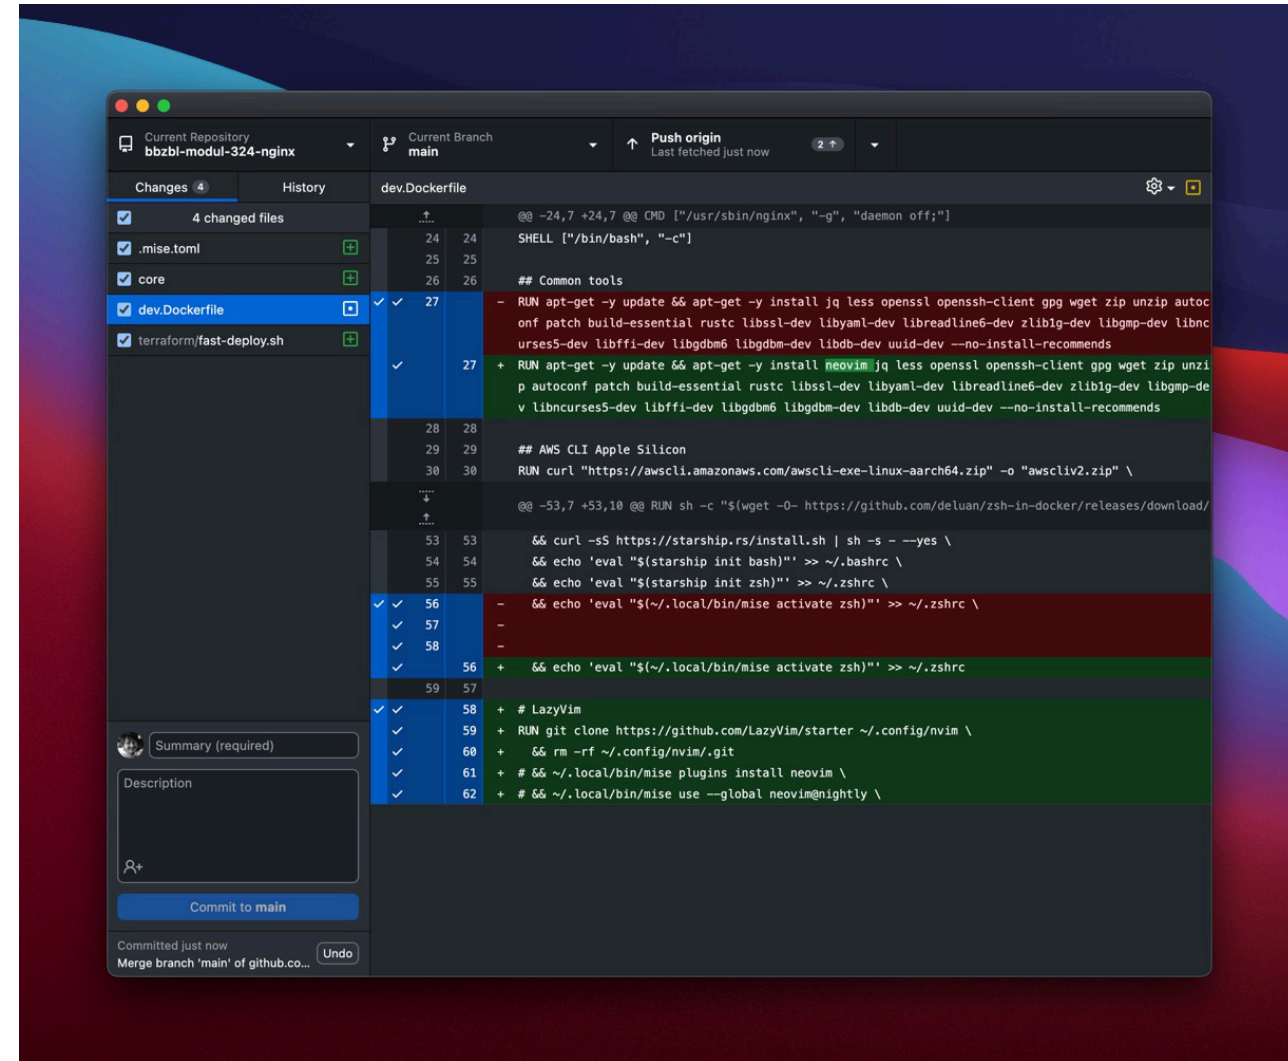 Current Repository
bbzbl-modul-324-nginx
Current Branch
main
Push origin
Last fetched just now
2
Changes 4
History
4 changed files
.mise.toml
core
dev.Dockerfile
terraform/fast-deploy.sh
Summary (required)
Description
Commit to main
Committed just now
Merge branch 'main' of github.co...
Undo
dev.Dockerfile
@@ -24,7 +24,7 @@ CMD ["/usr/sbin/nginx", "-g", "daemon off;"]
24 24 SHELL ["/bin/bash", "-c"]
25 25
26 26 ## Common tools
27 - RUN apt-get -y update && apt-get -y install jq less openssl openssh-client gpg wget zip unzip autoc
onf patch build-essential rustc libssl-dev libyaml-dev libreadline6-dev zlib1g-dev libgmp-dev libnc
urses5-dev libffi-dev libgdbm6 libgdbm-dev libdb-dev uuid-dev --no-install-recommends
27 + RUN apt-get -y update && apt-get -y install neovim jq less openssl openssh-client gpg wget zip unzi
p autoconf patch build-essential rustc libssl-dev libyaml-dev libreadline6-dev zlib1g-dev libgmp-de
v libncurses5-dev libffi-dev libgdbm6 libgdbm-dev libdb-dev uuid-dev --no-install-recommends
28 28
29 29 ## AWS CLI Apple Silicon
30 30 RUN curl "https://awscli.amazonaws.com/awscli-exe-linux-aarch64.zip" -o "awscliv2.zip" \
@@ -53,7 +53,10 @@ RUN sh -c "$(wget -O- https://github.com/deluan/zsh-in-docker/releases/download/
53 53 && curl -sS https://starship.rs/install.sh | sh -s - --yes \
54 54 && echo 'eval "$(starship init bash)"' >> ~/.bashrc \
55 55 && echo 'eval "$(starship init zsh)"' >> ~/.zshrc \
56 - && echo 'eval "$(~/.local/bin/mise activate zsh)"' >> ~/.zshrc \
57 -
58 -
56 + && echo 'eval "$(~/.local/bin/mise activate zsh)"' >> ~/.zshrc
59 57
58 + # LazyVim
59 + RUN git clone https://github.com/LazyVim/starter ~/.config/nvim \
60 + && rm -rf ~/.config/nvim/.git
61 + # && ~/.local/bin/mise plugins install neovim \
62 + # && ~/.local/bin/mise use --global neovim@nightly \